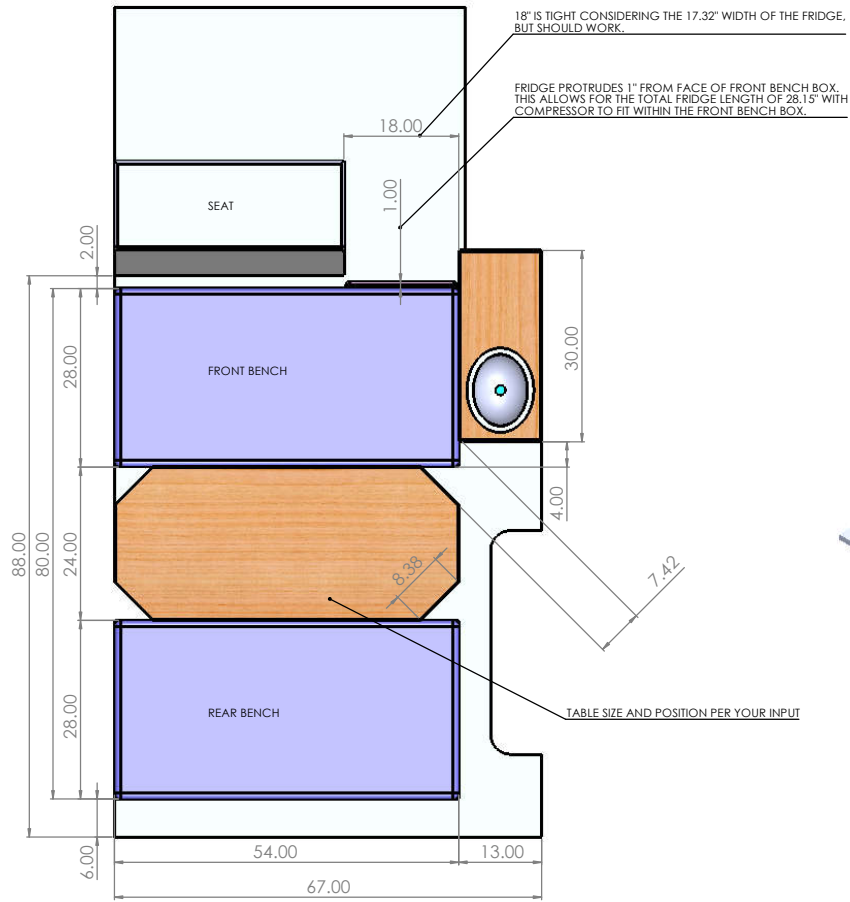 18" IS TIGHT CONSIDERING THE 17.32" WIDTH OF THE FRIDGE,
BUT SHOULD WORK.
FRIDGE PROTRUDES 1" FROM FACE OF FRONT BENCH BOX.
THIS ALLOWS FOR THE TOTAL FRIDGE LENGTH OF 28.15" WITH
COMPRESSOR TO FIT WITHIN THE FRONT BENCH BOX.
18.00
1.00
SEAT
2.00
30.00
28.00
FRONT BENCH
4.00
88.00
80.00
24.00
8.38
7.42
28.00
REAR BENCH
TABLE SIZE AND POSITION PER YOUR INPUT
6.00
54.00
13.00
67.00